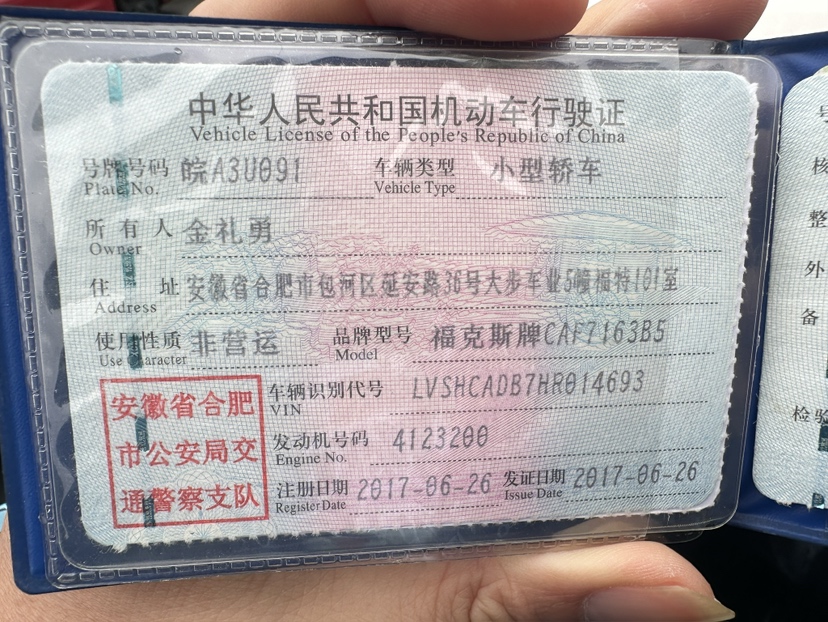 中华人民共和国机动车行驶证
Vehicle License of the People's Republic of China
号牌号码 皖A3U091 车辆类型 小型轿车
Plate No. Vehicle Type
所有人 金礼勇
Owner
住址 安徽省合肥市包河区延安路36号大步车业5幢福特101室
Address
使用性质 非营运 品牌型号 福克斯牌CAF7163B5
Use Character Model
车辆识别代号 LVSHCADB7HR014693
VIN
发动机号码 4123200
Engine No.
注册日期 2017-06-26 发证日期 2017-06-26
Register Date Issue Date
安徽省合肥
市公安局交
通警察支队
号
核
整
外
备
检验